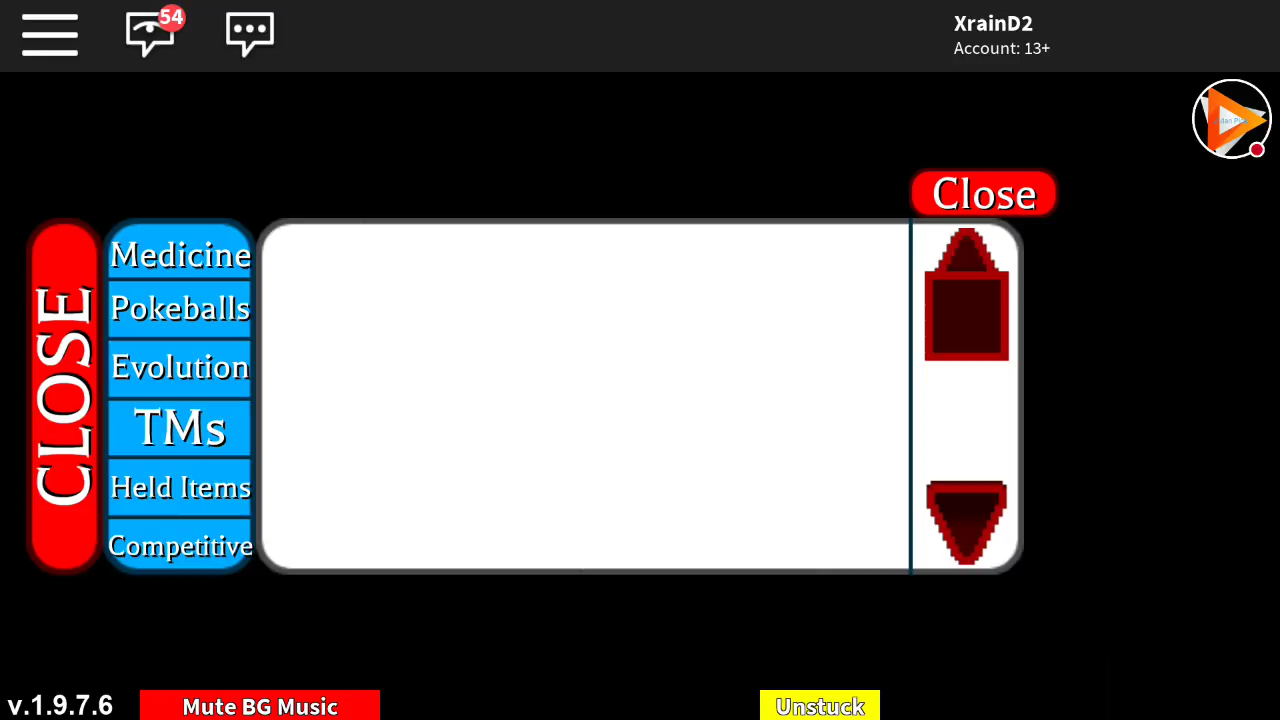 54
XrainD2
Account: 13+
Close
CLOSE
Medicine
Pokeballs
Evolution
TMs
Held Items
Competitive
v.1.9.7.6
Mute BG Music
Unstuck